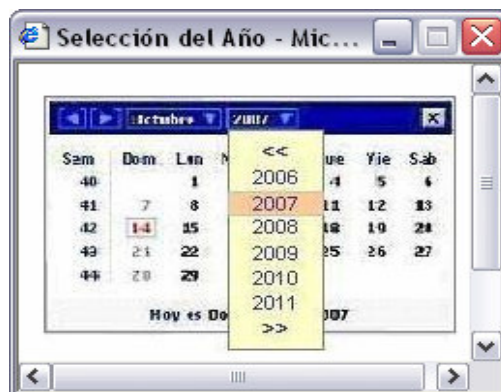 Selección del Año - Mic...
Octubre 2007 x
Sem Dom Lun ue Vie Sab
<<
2006
2007
2008
2009
2010
2011
>>
40 1 4 5 6
41 7 8 11 12 13
42 14 15 18 19 20
43 21 22 25 26 27
44 28 29
Hoy es Do 007